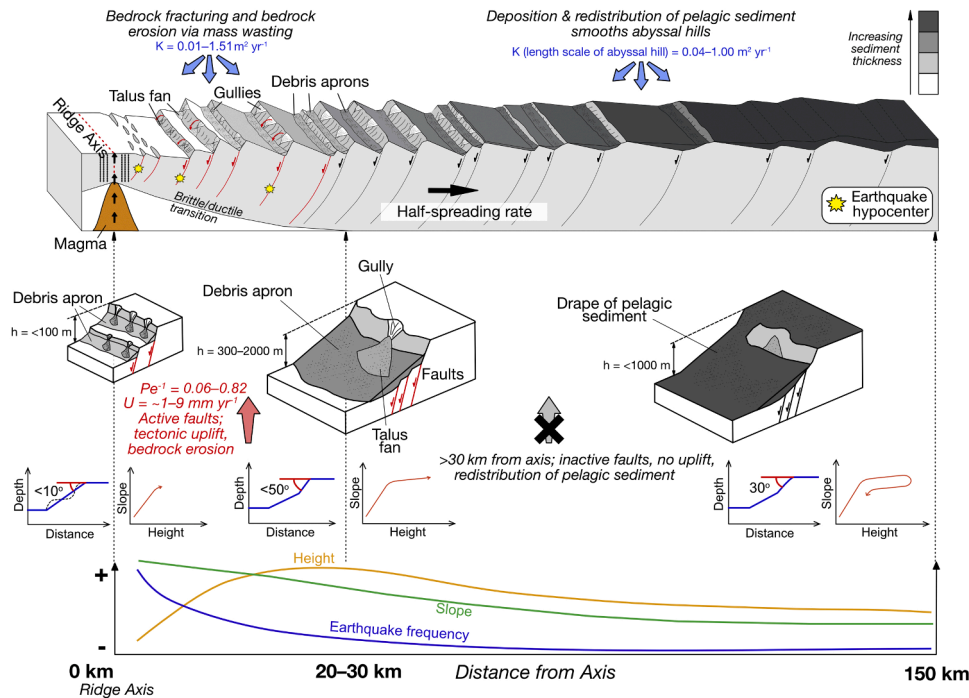 Bedrock fracturing and bedrock
erosion via mass wasting
K = 0.01–1.51 m² yr⁻¹
Deposition & redistribution of pelagic sediment
smooths abyssal hills
K (length scale of abyssal hill) = 0.04–1.00 m² yr⁻¹
Increasing
sediment
thickness
Talus fan
Gullies
Debris aprons
Ridge Axis
Brittle/ductile
transition
Half-spreading rate
Earthquake
hypocenter
Magma
Debris apron
h = <100 m
Debris apron
Gully
h = 300–2000 m
Faults
Talus
fan
Drape of pelagic
sediment
h = <1000 m
Pe⁻¹ = 0.06–0.82
U = ~1–9 mm yr⁻¹
Active faults;
tectonic uplift,
bedrock erosion
>30 km from axis; inactive faults, no uplift,
redistribution of pelagic sediment
Depth
<10°
Distance
Slope
Height
Depth
<50°
Distance
Slope
Height
Depth
30°
Distance
Slope
Height
+
-
Height
Slope
Earthquake frequency
0 km
Ridge Axis
20–30 km
Distance from Axis
150 km